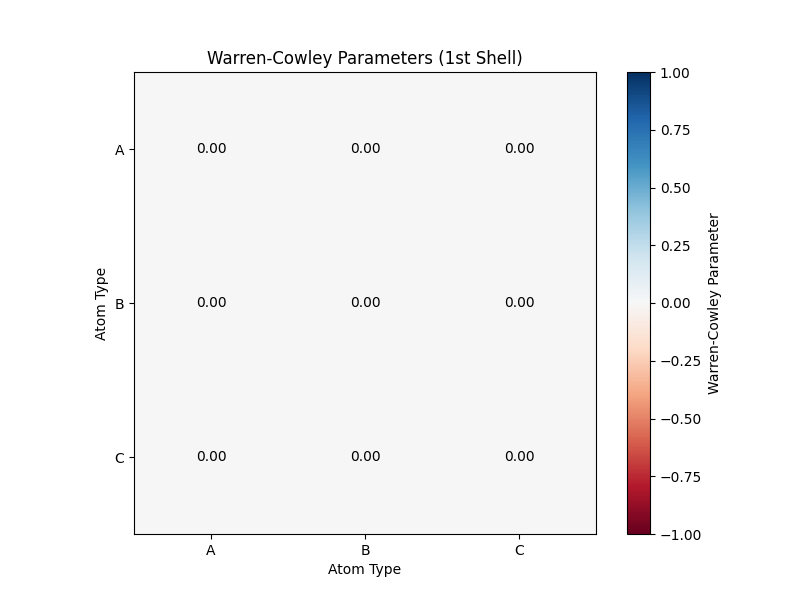 Warren-Cowley Parameters (1st Shell)
A 0.00 0.00 0.00
B 0.00 0.00 0.00
C 0.00 0.00 0.00
A B C
Atom Type
Atom Type
1.00
0.75
0.50
0.25
0.00
−0.25
−0.50
−0.75
−1.00
Warren-Cowley Parameter